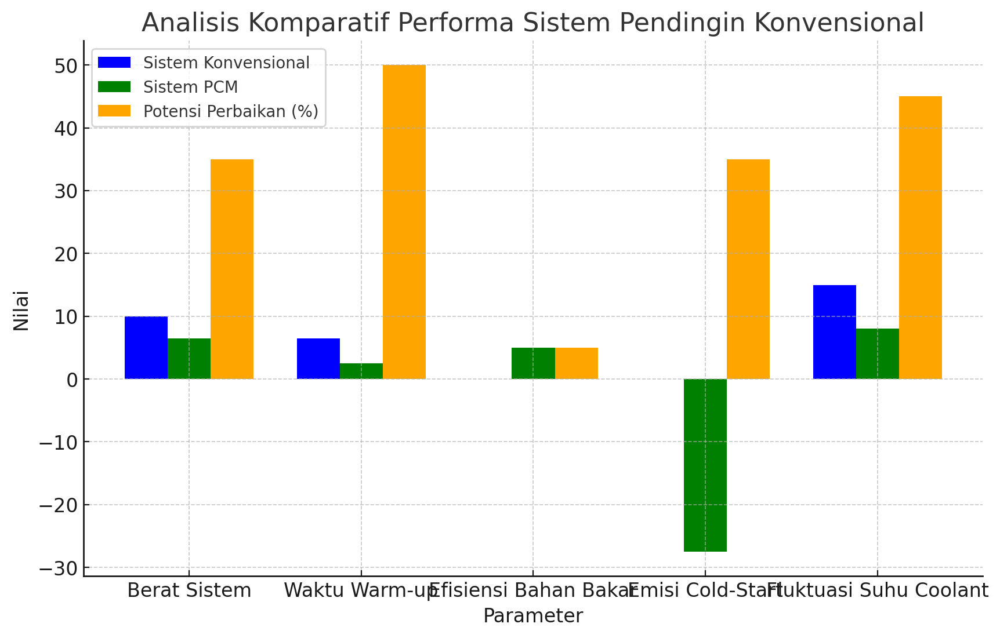 Analisis Komparatif Performa Sistem Pendingin Konvensional
Sistem Konvensional
Sistem PCM
Potensi Perbaikan (%)
50
40
30
20
10
0
−10
−20
−30
Nilai
Berat Sistem
Waktu Warm-up
Efisiensi Bahan Bakar
Emisi Cold-Start
Fluktuasi Suhu Coolant
Parameter